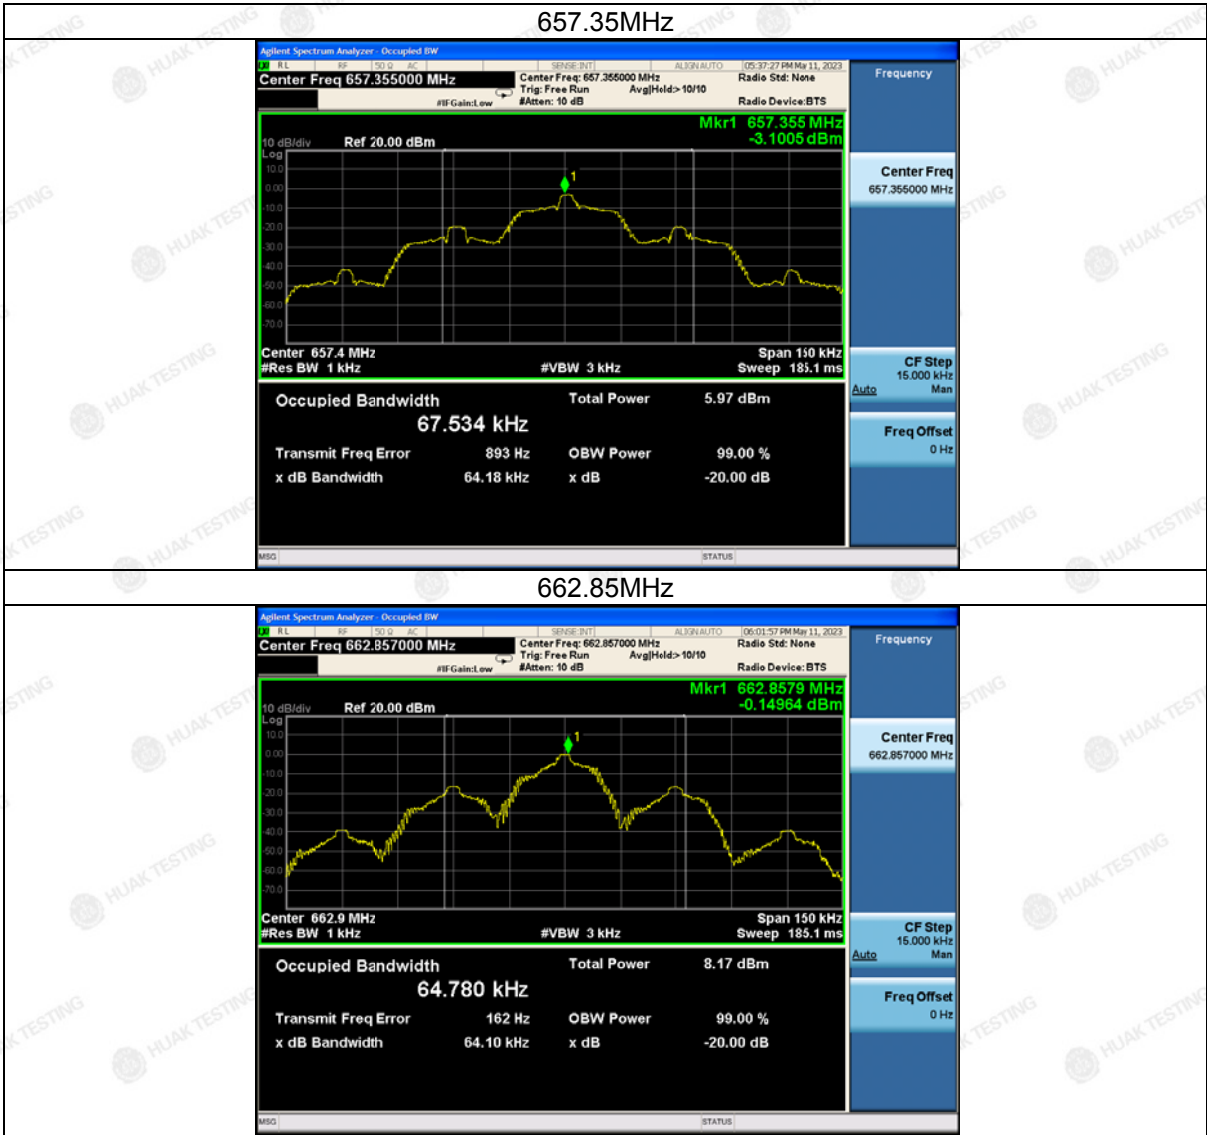 657.35MHz
Agilent Spectrum Analyzer - Occupied BW
RL RF 50 Ω AC SENSE:INT ALIGN AUTO 05:37:27 PM May 11, 2023
Center Freq 657.355000 MHz
Center Freq: 657.355000 MHz
Radio Std: None
Trig: Free Run Avg|Hold:> 10/10
#IFGain:Low #Atten: 10 dB Radio Device: BTS
Frequency
Mkr1 657.355 MHz
-3.1005 dBm
10 dB/div Ref 20.00 dBm
Log
10.0
0.00
-10.0
-20.0
-30.0
-40.0
-50.0
-60.0
-70.0
1
Center Freq
657.355000 MHz
Center 657.4 MHz Span 150 kHz
#Res BW 1 kHz #VBW 3 kHz Sweep 185.1 ms
CF Step
15.000 kHz
Auto Man
Occupied Bandwidth Total Power 5.97 dBm
67.534 kHz
Transmit Freq Error 893 Hz OBW Power 99.00 %
x dB Bandwidth 64.18 kHz x dB -20.00 dB
Freq Offset
0 Hz
MSG STATUS
662.85MHz
Agilent Spectrum Analyzer - Occupied BW
RL RF 50 Ω AC SENSE:INT ALIGN AUTO 06:01:57 PM May 11, 2023
Center Freq 662.857000 MHz
Center Freq: 662.857000 MHz
Radio Std: None
Trig: Free Run Avg|Hold:> 10/10
#IFGain:Low #Atten: 10 dB Radio Device: BTS
Frequency
Mkr1 662.8579 MHz
-0.14964 dBm
10 dB/div Ref 20.00 dBm
Log
10.0
0.00
-10.0
-20.0
-30.0
-40.0
-50.0
-60.0
-70.0
1
Center Freq
662.857000 MHz
Center 662.9 MHz Span 150 kHz
#Res BW 1 kHz #VBW 3 kHz Sweep 185.1 ms
CF Step
15.000 kHz
Auto Man
Occupied Bandwidth Total Power 8.17 dBm
64.780 kHz
Transmit Freq Error 162 Hz OBW Power 99.00 %
x dB Bandwidth 64.10 kHz x dB -20.00 dB
Freq Offset
0 Hz
MSG STATUS
HUAK TESTING